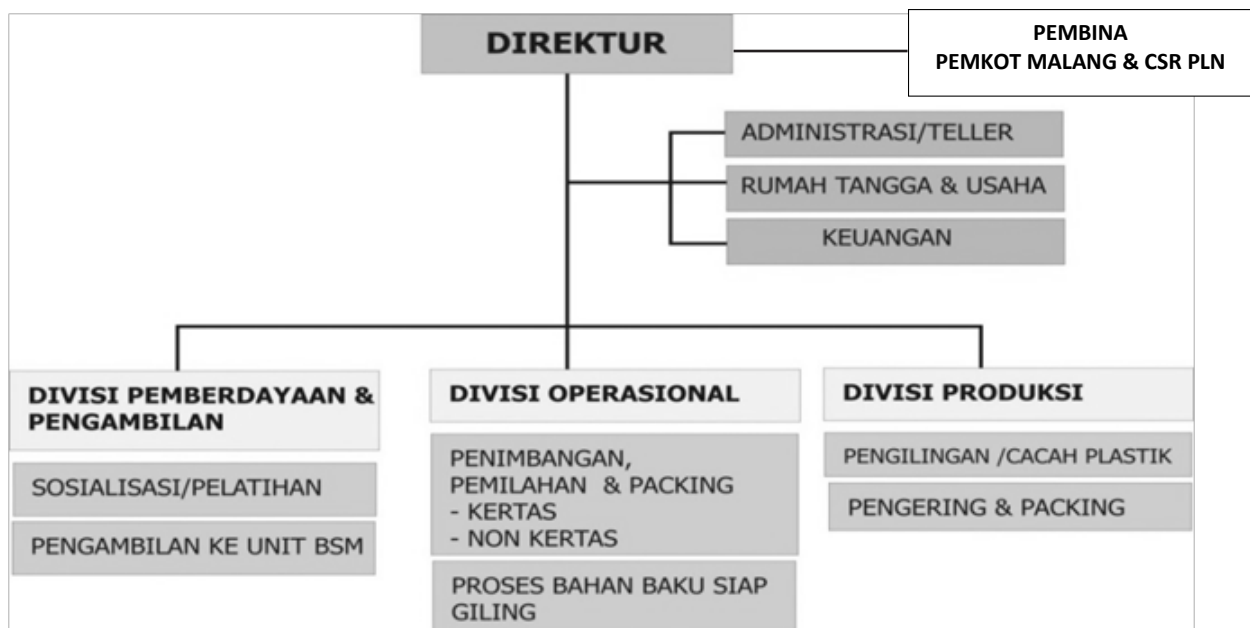 DIREKTUR
PEMBINA
PEMKOT MALANG & CSR PLN
ADMINISTRASI/TELLER
RUMAH TANGGA & USAHA
KEUANGAN
DIVISI PEMBERDAYAAN &
PENGAMBILAN
SOSIALISASI/PELATIHAN
PENGAMBILAN KE UNIT BSM
DIVISI OPERASIONAL
PENIMBANGAN,
PEMILAHAN & PACKING
- KERTAS
- NON KERTAS
PROSES BAHAN BAKU SIAP
GILING
DIVISI PRODUKSI
PENGILINGAN /CACAH PLASTIK
PENGERING & PACKING